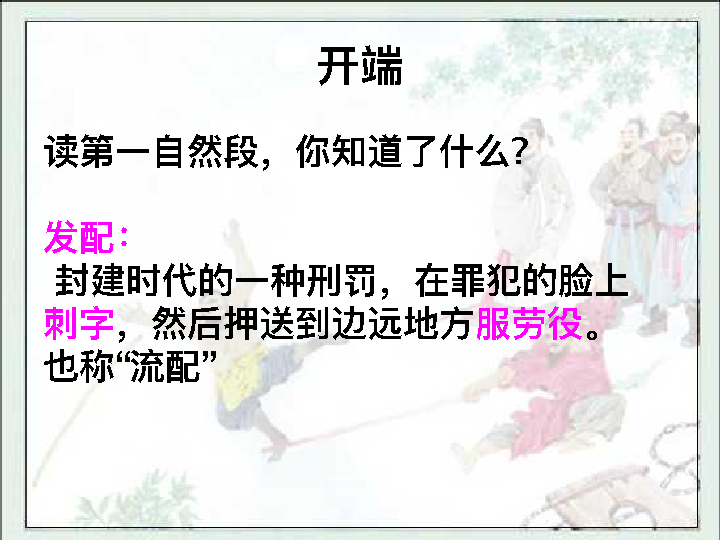 开端
读第一自然段，你知道了什么？
发配：
封建时代的一种刑罚，在罪犯的脸上
刺字，然后押送到边远地方服劳役。
也称“流配”